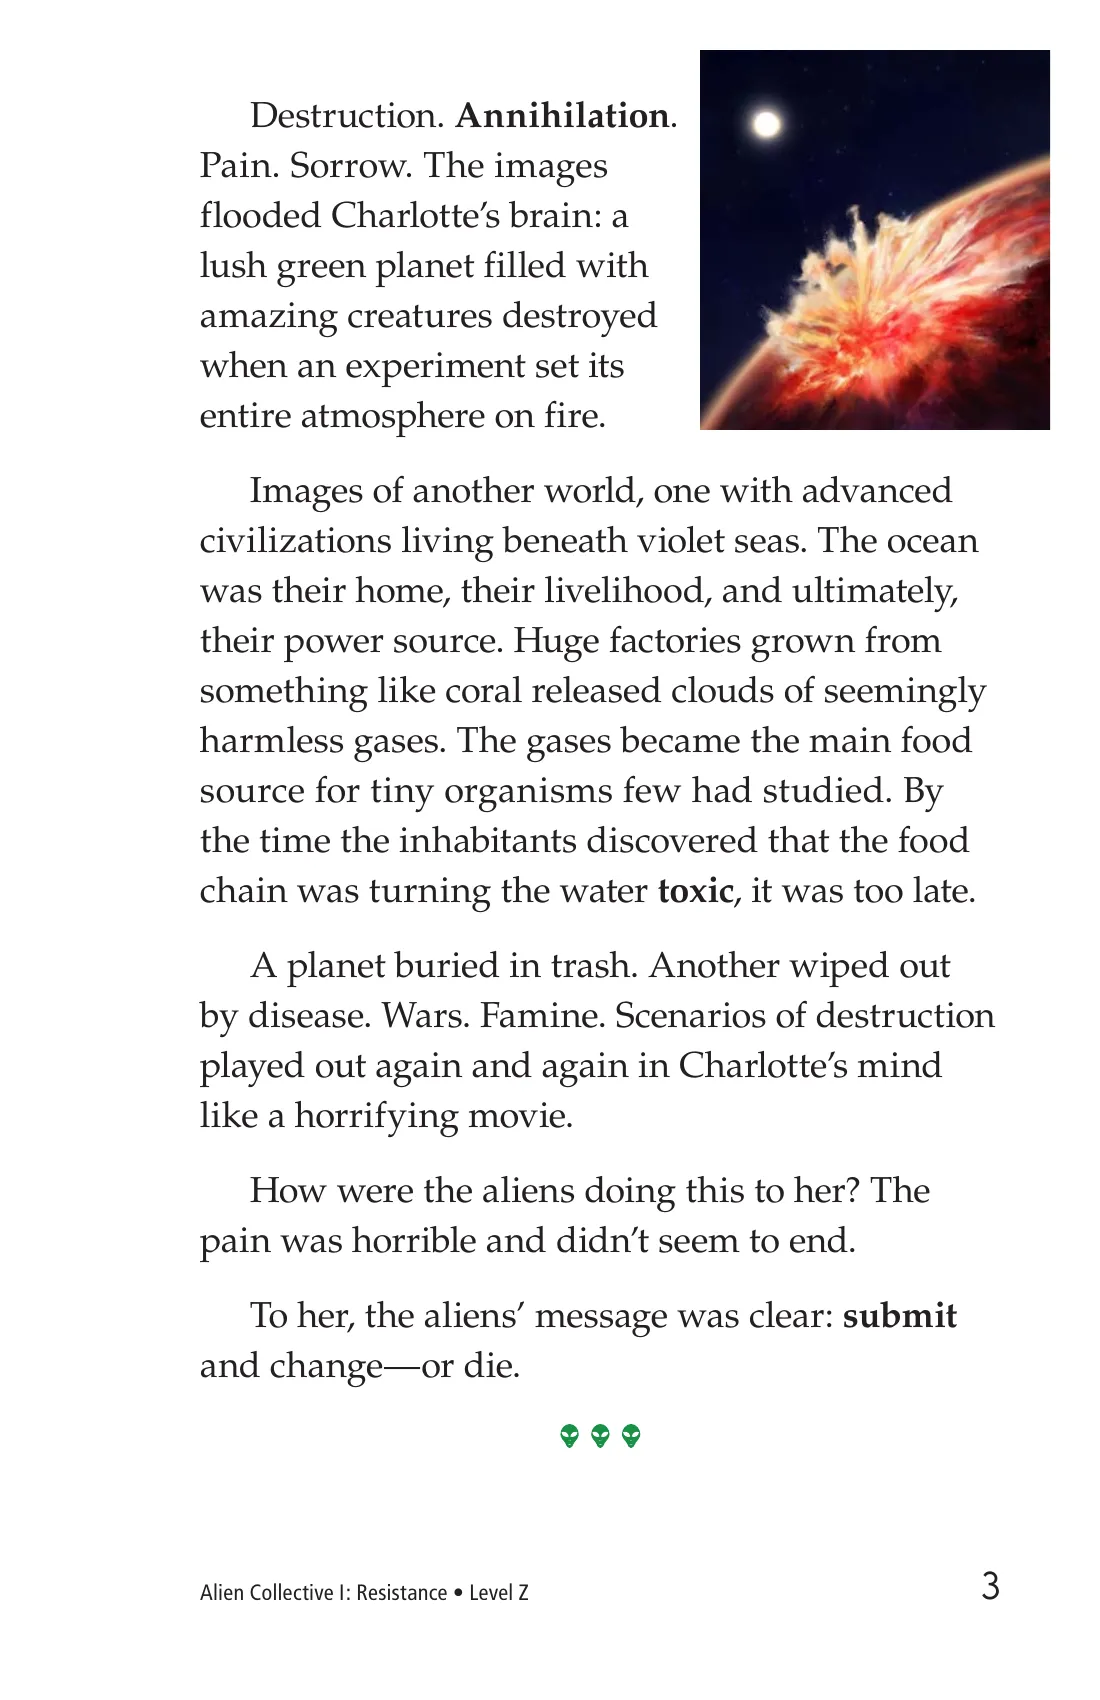 Destruction. Annihilation.
Pain. Sorrow. The images
flooded Charlotte’s brain: a
lush green planet filled with
amazing creatures destroyed
when an experiment set its
entire atmosphere on fire.
Images of another world, one with advanced
civilizations living beneath violet seas. The ocean
was their home, their livelihood, and ultimately,
their power source. Huge factories grown from
something like coral released clouds of seemingly
harmless gases. The gases became the main food
source for tiny organisms few had studied. By
the time the inhabitants discovered that the food
chain was turning the water toxic, it was too late.
A planet buried in trash. Another wiped out
by disease. Wars. Famine. Scenarios of destruction
played out again and again in Charlotte’s mind
like a horrifying movie.
How were the aliens doing this to her? The
pain was horrible and didn’t seem to end.
To her, the aliens’ message was clear: submit
and change—or die.
Alien Collective I: Resistance • Level Z
3